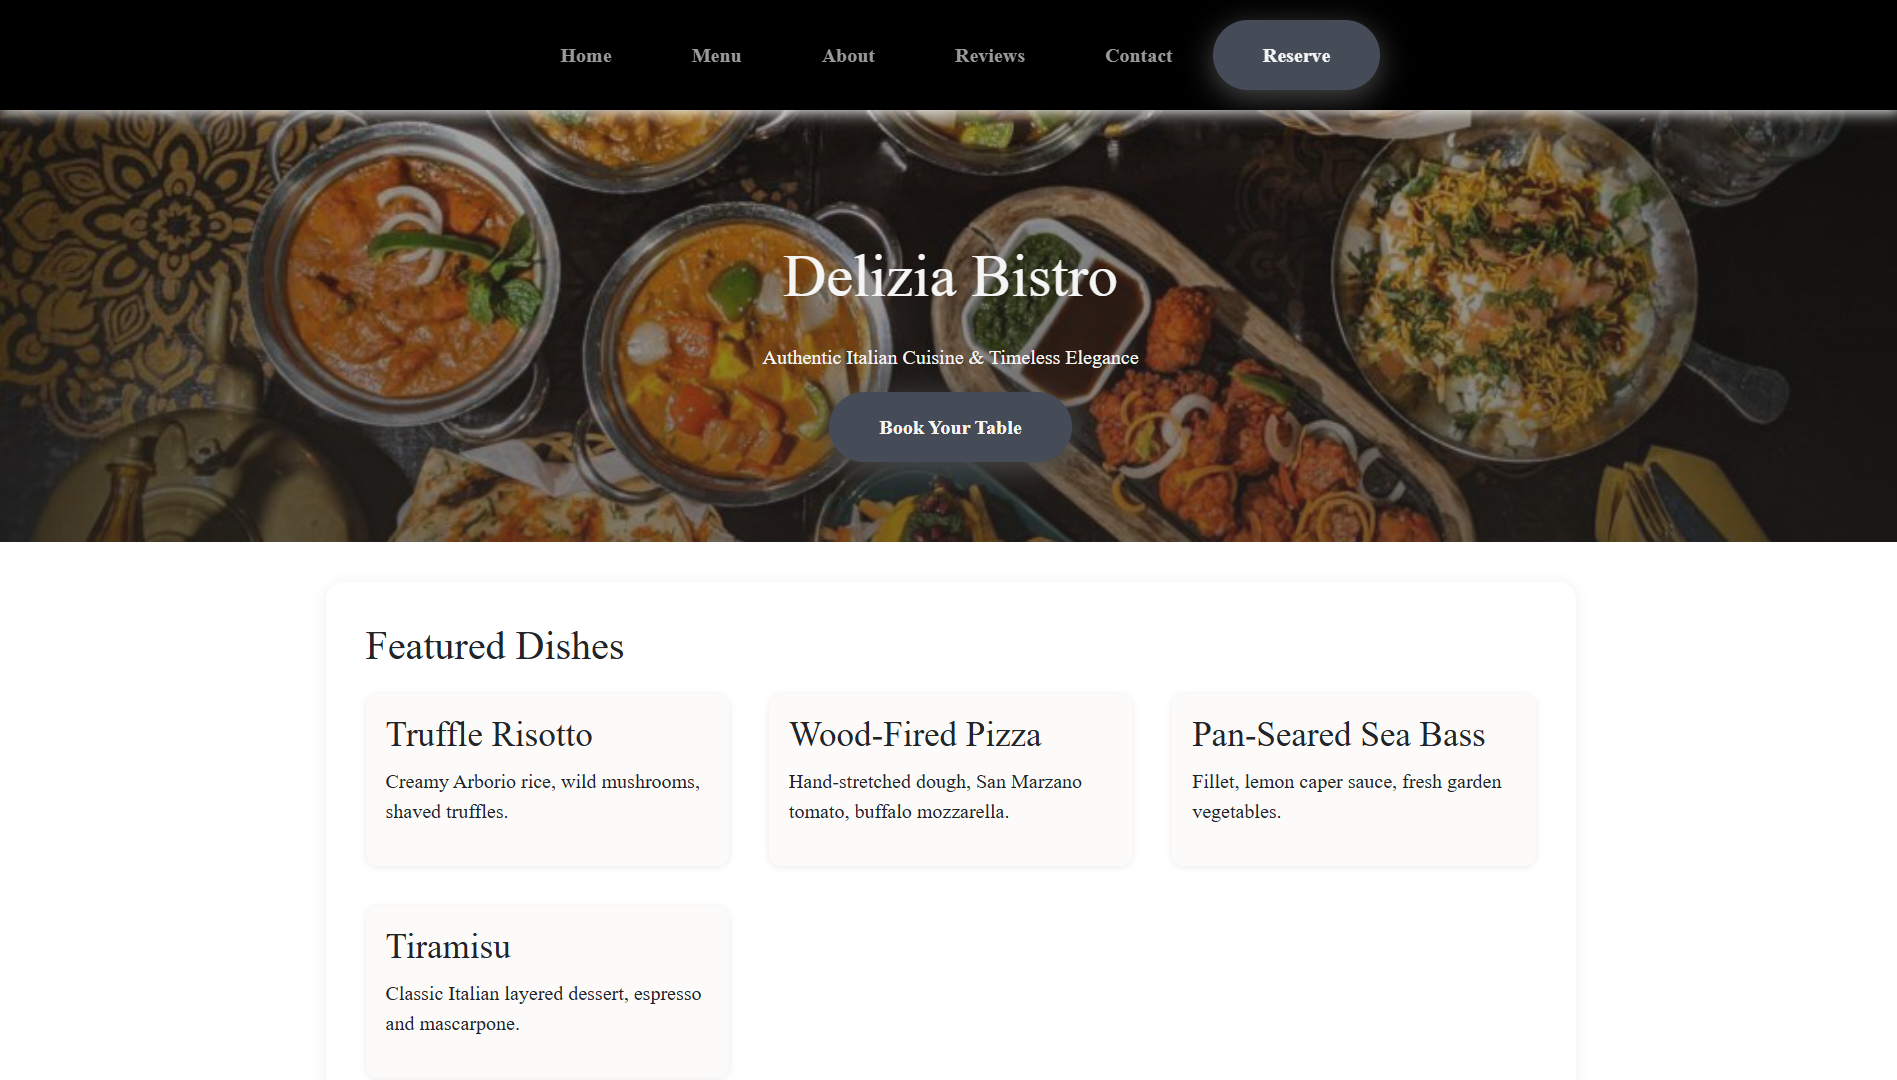 Home Menu About Reviews Contact Reserve
Delizia Bistro
Authentic Italian Cuisine & Timeless Elegance
Book Your Table
Featured Dishes
Truffle Risotto
Creamy Arborio rice, wild mushrooms,
shaved truffles.
Wood-Fired Pizza
Hand-stretched dough, San Marzano
tomato, buffalo mozzarella.
Pan-Seared Sea Bass
Fillet, lemon caper sauce, fresh garden
vegetables.
Tiramisu
Classic Italian layered dessert, espresso
and mascarpone.